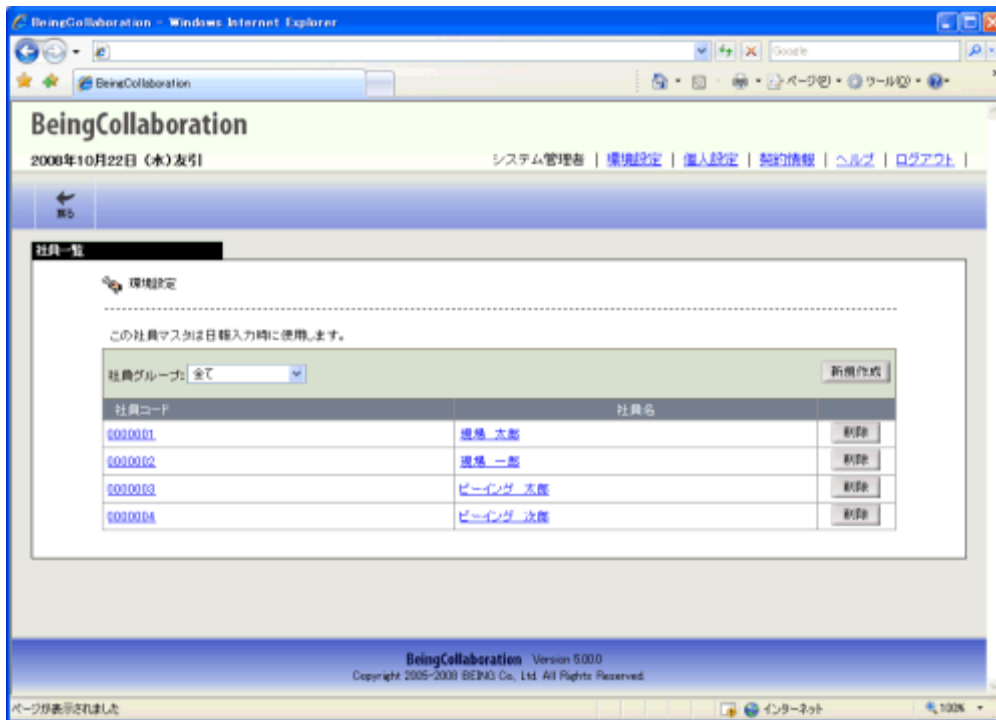 BeingCollaboration - Windows Internet Explorer
Google
BeingCollaboration
ページ(P)
ツール(O)
BeingCollaboration
2008年10月22日 (水)友引
システム管理者 | 環境設定 | 個人設定 | 契約情報 | ヘルプ | ログアウト |
戻る
社員一覧
環境設定
この社員マスタは日報入力時に使用します。
社員グループ: 全て
新規作成
社員コード 社員名
0000001 現場 太郎 削除
0000002 現場 一郎 削除
0000003 ビーイング 太郎 削除
0000004 ビーイング 次郎 削除
BeingCollaboration Version 5.00.0
Copyright 2005-2008 BEING Co., Ltd. All Rights Reserved.
ページが表示されました
インターネット
100%